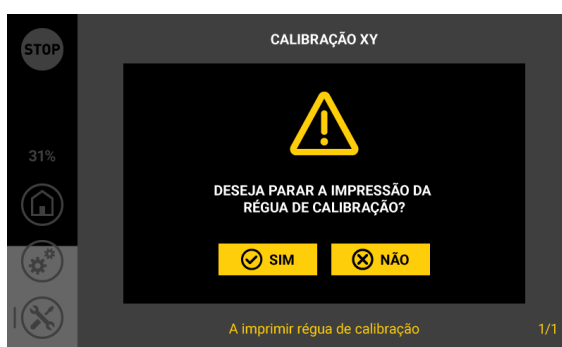 STOP
CALIBRAÇÃO XY
31%
DESEJA PARAR A IMPRESSÃO DA
RÉGUA DE CALIBRAÇÃO?
SIM
NÃO
A imprimir régua de calibração
1/1